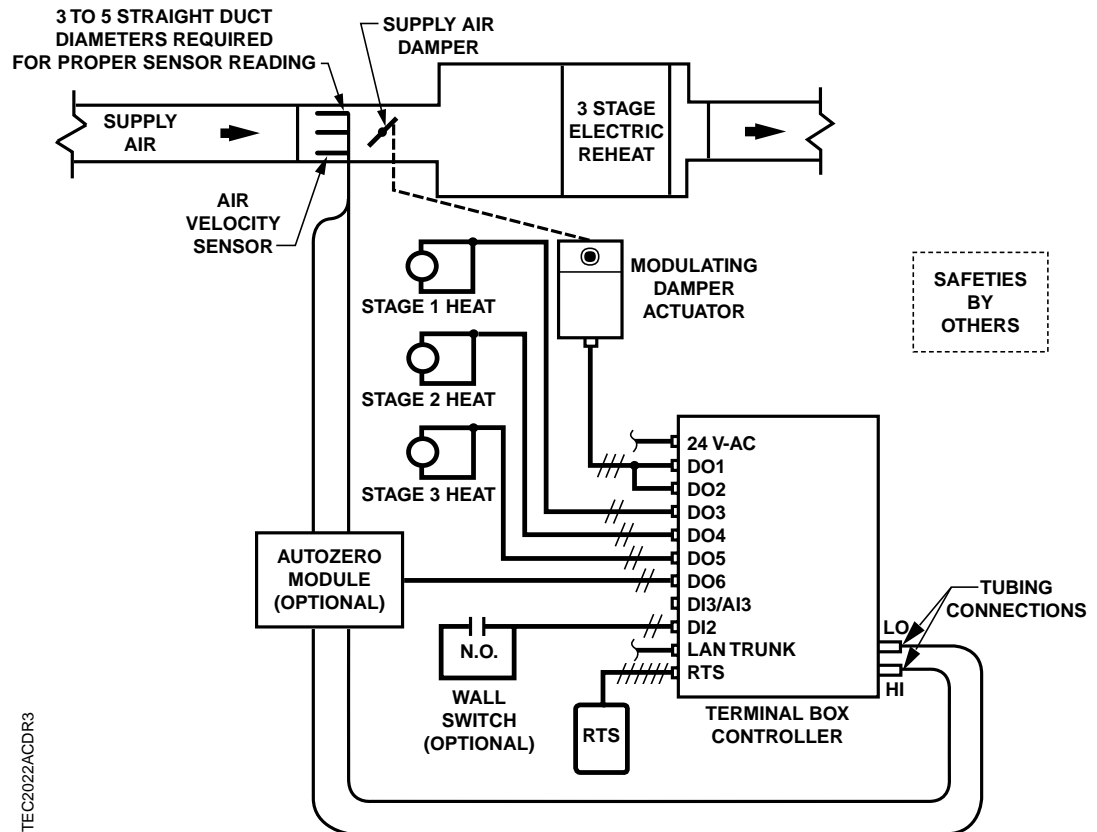 3 TO 5 STRAIGHT DUCT
DIAMETERS REQUIRED
FOR PROPER SENSOR READING
SUPPLY AIR
DAMPER
SUPPLY
AIR
3 STAGE
ELECTRIC
REHEAT
AIR
VELOCITY
SENSOR
STAGE 1 HEAT
MODULATING
DAMPER
ACTUATOR
SAFETIES
BY
OTHERS
STAGE 2 HEAT
STAGE 3 HEAT
24 V-AC
DO1
DO2
DO3
DO4
DO5
DO6
DI3/AI3
DI2
LAN TRUNK
RTS
AUTOZERO
MODULE
(OPTIONAL)
TUBING
CONNECTIONS
LO
HI
N.O.
WALL
SWITCH
(OPTIONAL)
RTS
TERMINAL BOX
CONTROLLER
TEC2022ACDR3